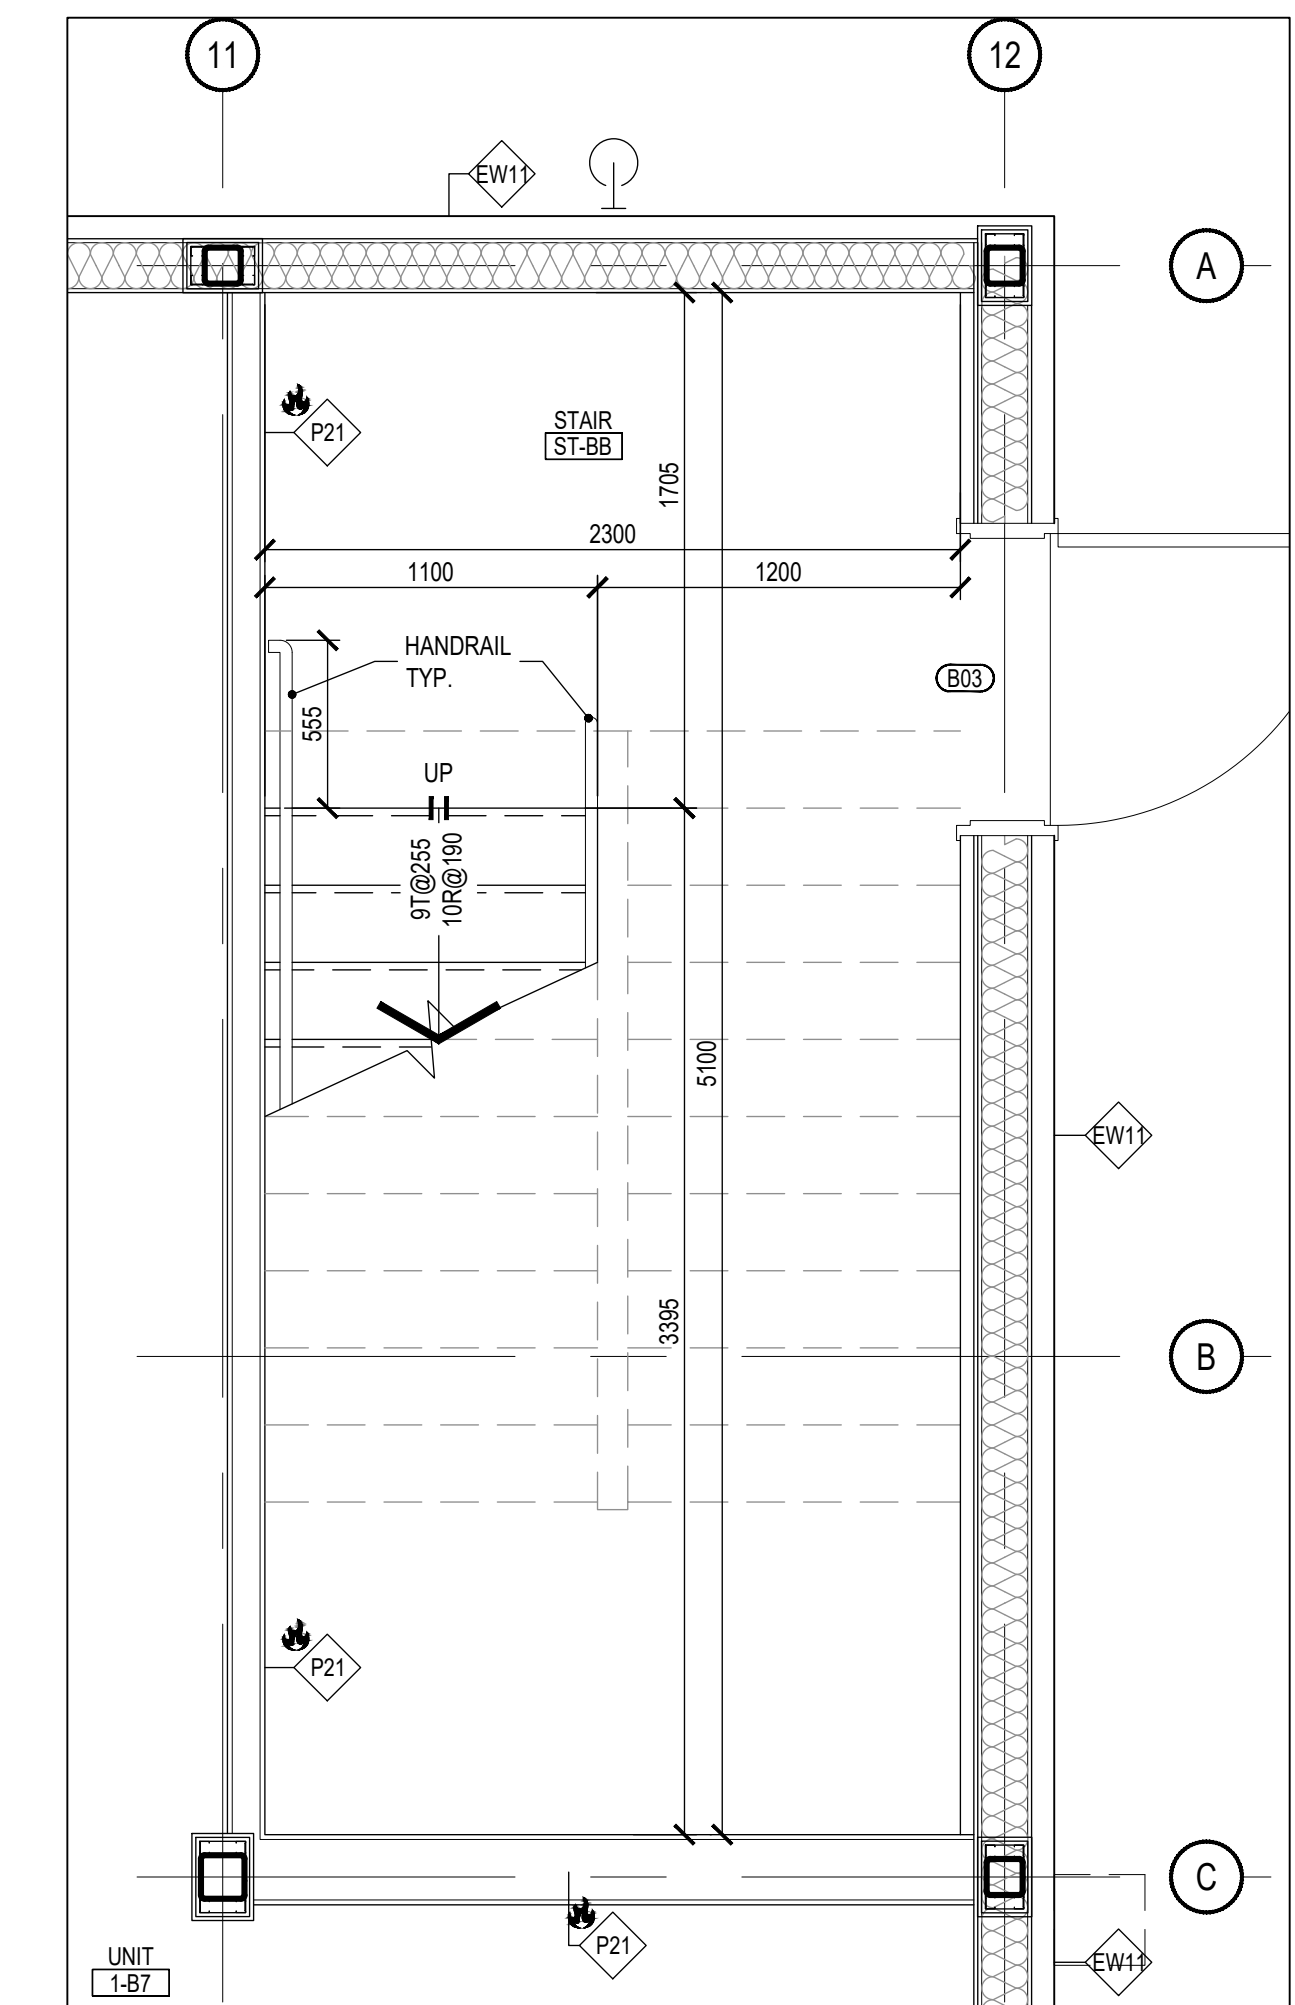 11
12
EW11
A
P21
STAIR
ST-BB
1705
2300
1100
1200
HANDRAIL
TYP.
B03
555
UP
9T@255
10R@190
5100
EW11
3395
B
P21
C
P21
EW11
UNIT
1-B7